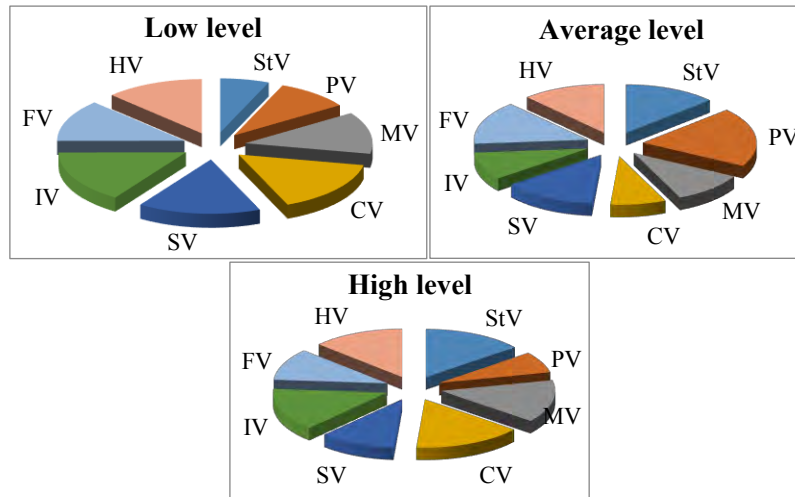 Low level
HV
StV
PV
FV
MV
IV
CV
SV
Average level
HV
StV
FV
PV
IV
SV
MV
CV
High level
HV
StV
FV
PV
IV
MV
SV
CV